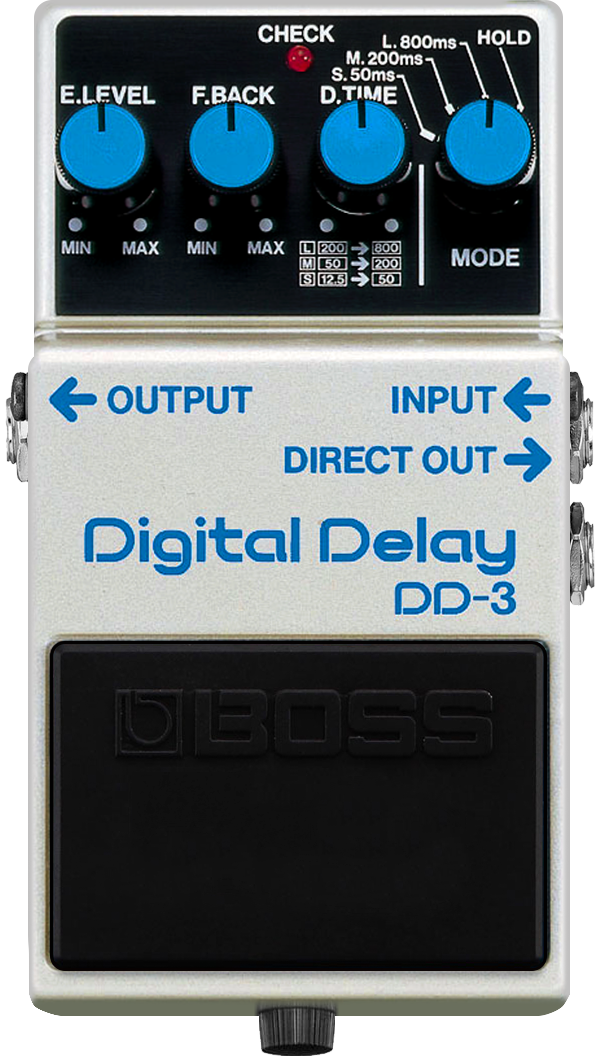 CHECK
HOLD
L. 800ms
M. 200ms
S. 50ms
E.LEVEL F.BACK D.TIME
MIN MAX MIN MAX
L 200 → 800
M 50 → 200
S 12.5 → 50
MODE
← OUTPUT INPUT ←
DIRECT OUT →
Digital Delay
DD-3
BOSS